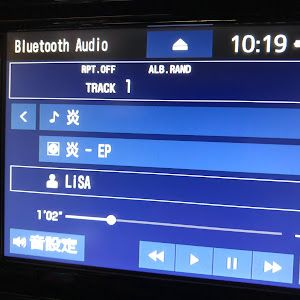 Bluetooth Audio
10:19
RPT.OFF ALB.RAND
TRACK 1
炎
炎 - EP
LiSA
1'02"
音設定